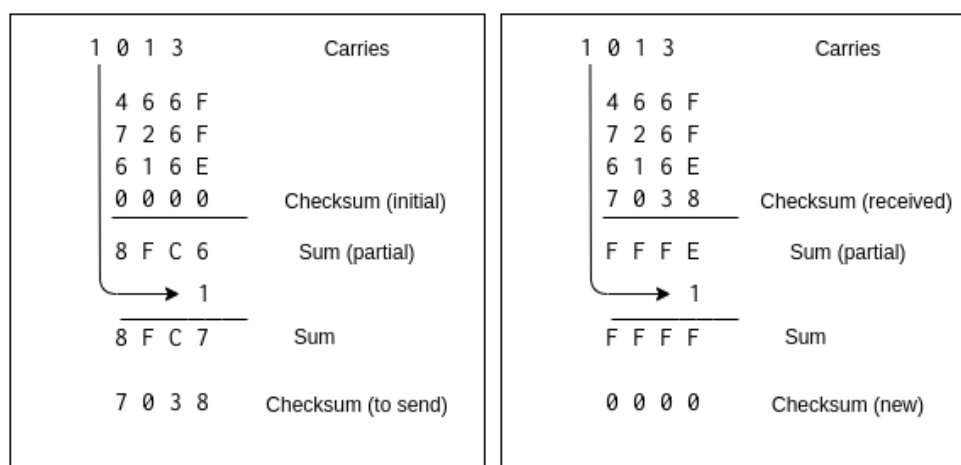 1 0 1 3 Carries
4 6 6 F
7 2 6 F
6 1 6 E
0 0 0 0 Checksum (initial)
8 F C 6 Sum (partial)
1
8 F C 7 Sum
7 0 3 8 Checksum (to send)
1 0 1 3 Carries
4 6 6 F
7 2 6 F
6 1 6 E
7 0 3 8 Checksum (received)
F F F E Sum (partial)
1
F F F F Sum
0 0 0 0 Checksum (new)